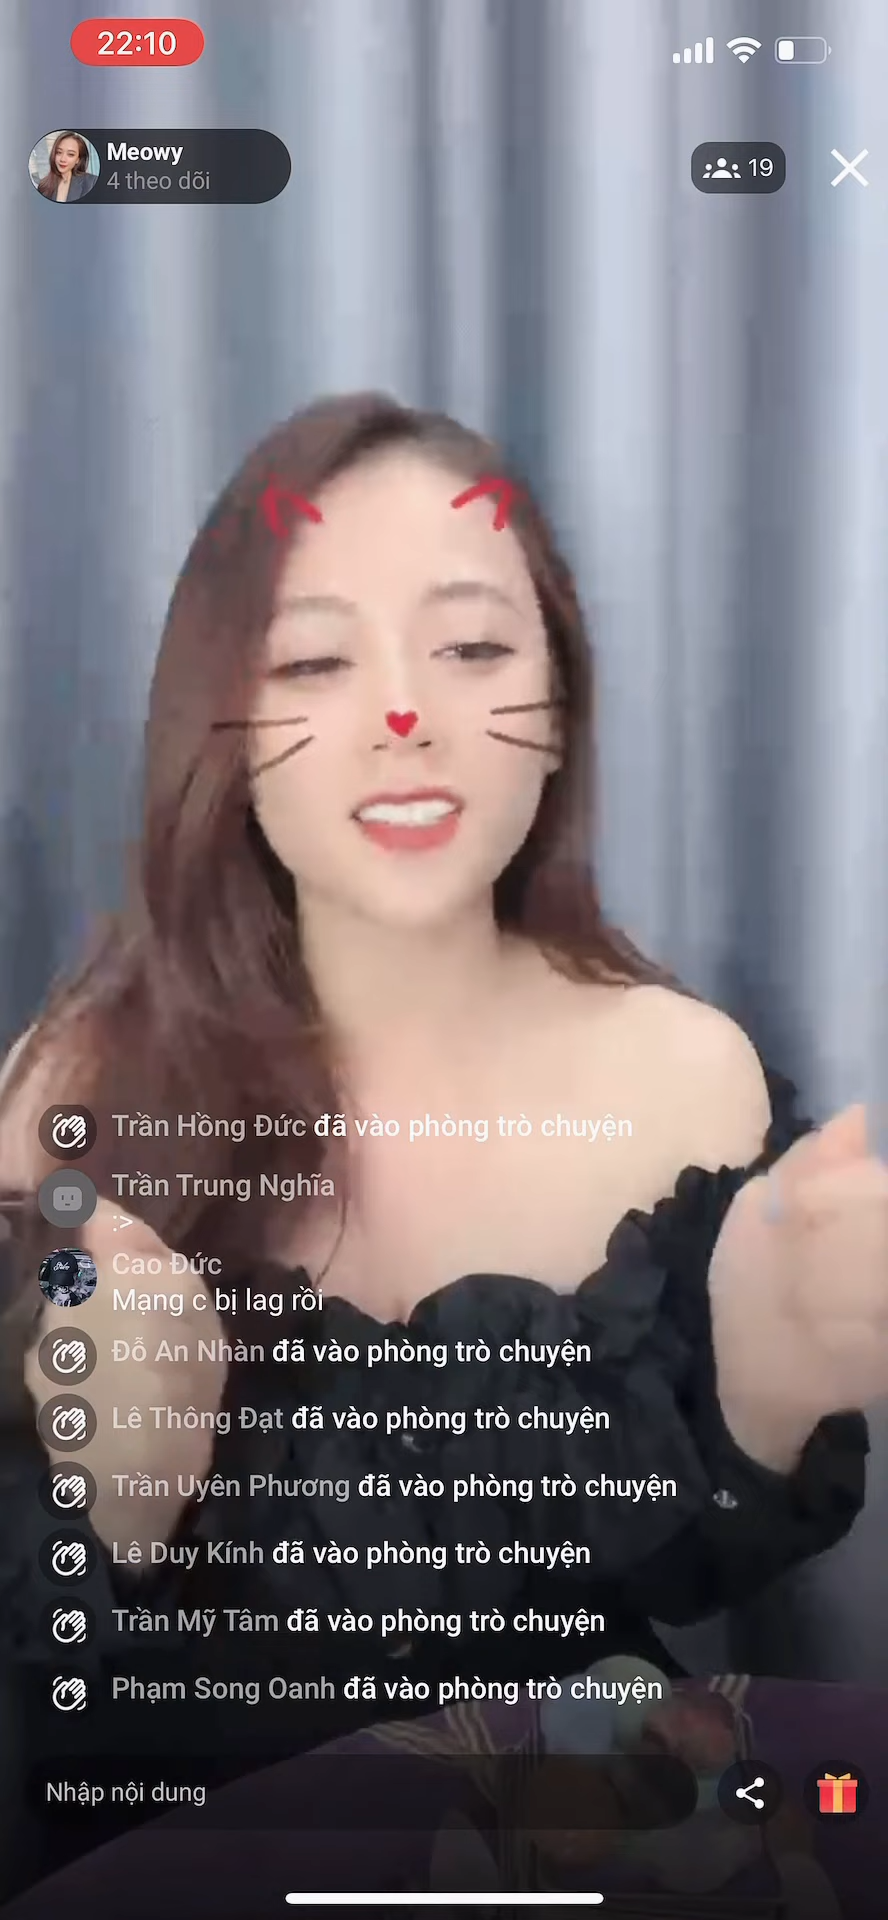 22:10
Meowy
4 theo dõi
19
Trần Hồng Đức đã vào phòng trò chuyện
Trần Trung Nghĩa
:>
Cao Đức
Mạng c bị lag rồi
Đỗ An Nhàn đã vào phòng trò chuyện
Lê Thông Đạt đã vào phòng trò chuyện
Trần Uyên Phương đã vào phòng trò chuyện
Lê Duy Kính đã vào phòng trò chuyện
Trần Mỹ Tâm đã vào phòng trò chuyện
Phạm Song Oanh đã vào phòng trò chuyện
Nhập nội dung